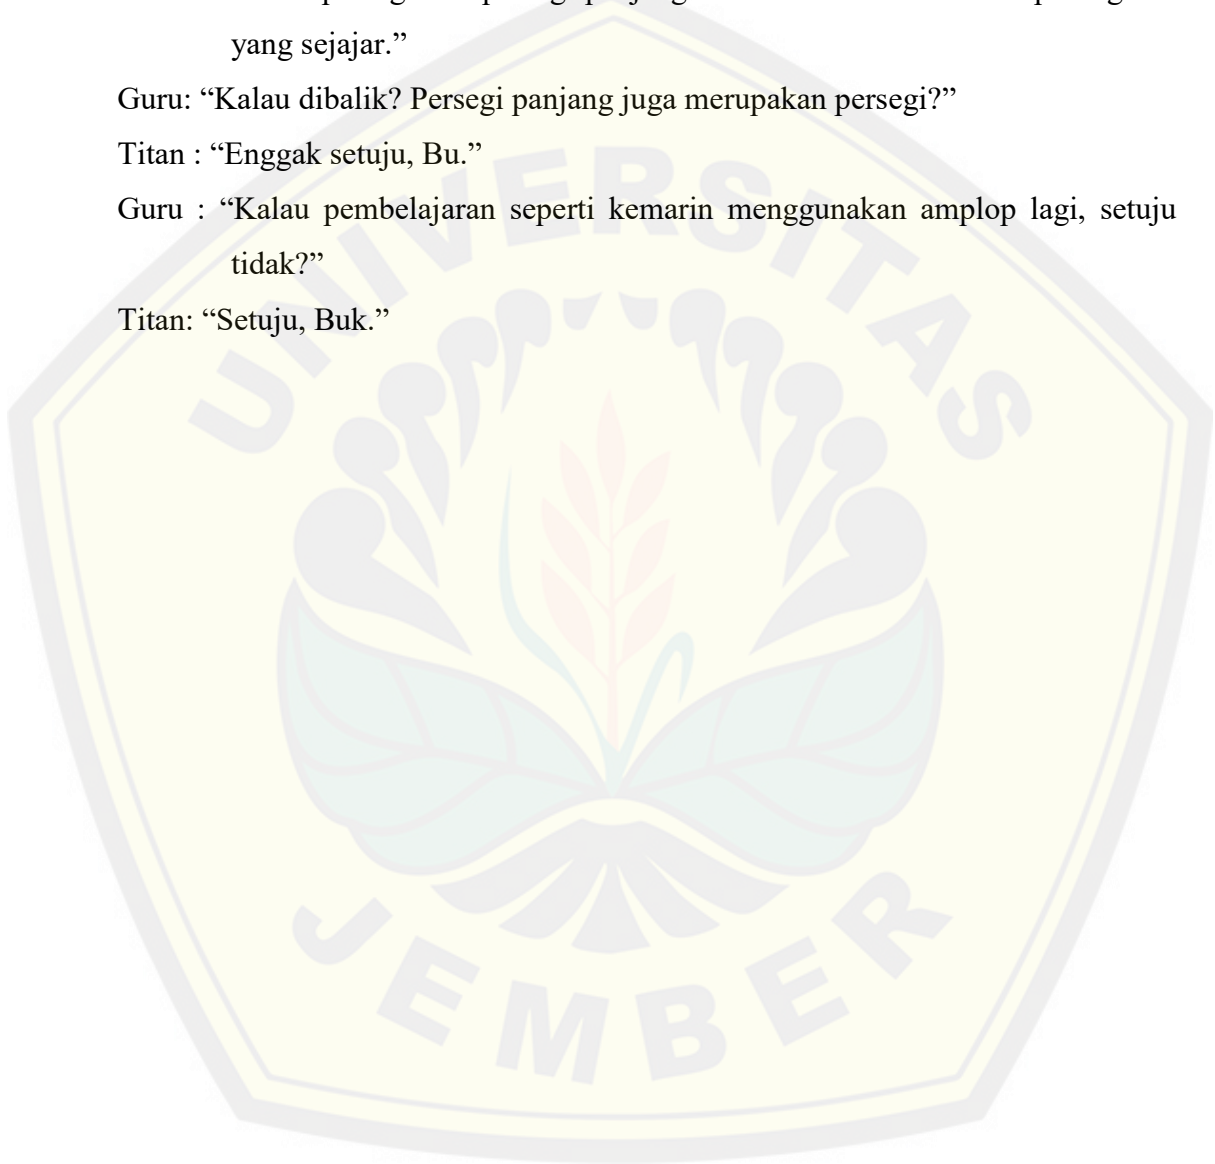 yang sejajar.”
Guru: “Kalau dibalik? Persegi panjang juga merupakan persegi?”
Titan : “Enggak setuju, Bu.”
Guru : “Kalau pembelajaran seperti kemarin menggunakan amplop lagi, setuju
tidak?”
Titan: “Setuju, Buk.”
UNIVERSITAS
JEMBER